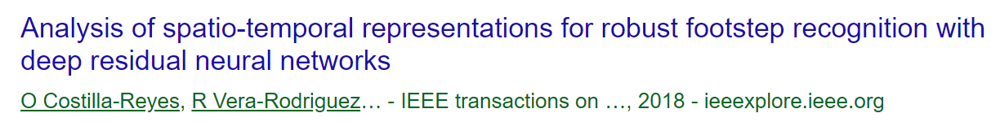 Analysis of spatio-temporal representations for robust footstep recognition with
deep residual neural networks
O Costilla-Reyes, R Vera-Rodriguez… - IEEE transactions on …, 2018 - ieeexplore.ieee.org